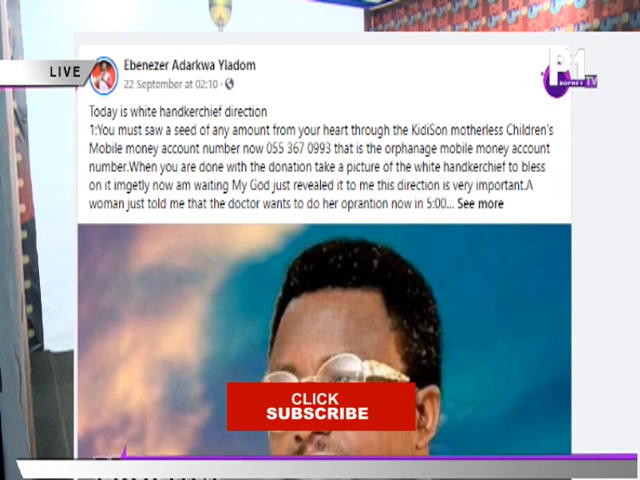 LIVE
Ebenezer Adarkwa Yiadom
22 September at 02:10 ·
Today is white handkerchief direction
1:You must saw a seed of any amount from your heart through the KidiSon motherless Children's
Mobile money account number now 055 367 0993 that is the orphanage mobile money account
number.When you are done with the donation take a picture of the white handkerchief to bless
on it imgetly now am waiting My God just revealed it to me this direction is very important.A
woman just told me that the doctor wants to do her oprantion now in 5:00... See more
P1
TV
CLICK
SUBSCRIBE